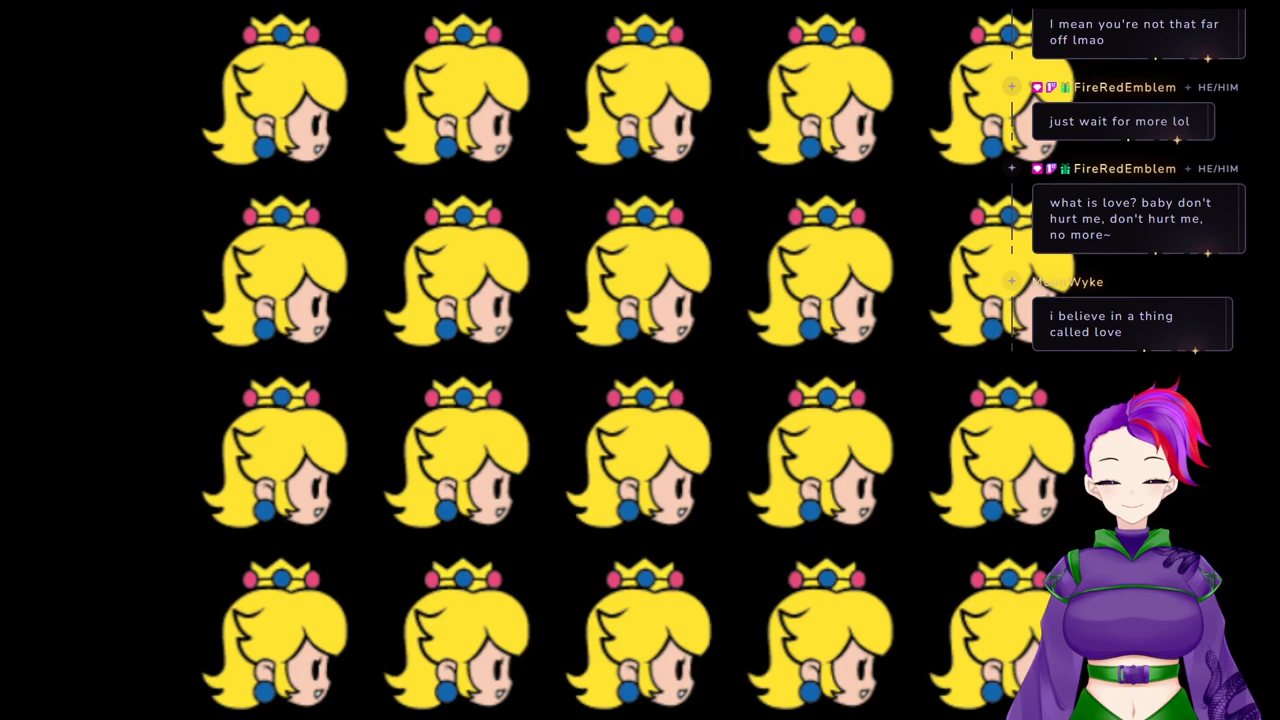 I mean you're not that far
off lmao
FireRedEmblem + HE/HIM
just wait for more lol
FireRedEmblem + HE/HIM
what is love? baby don't
hurt me, don't hurt me,
no more~
i believe in a thing
called love